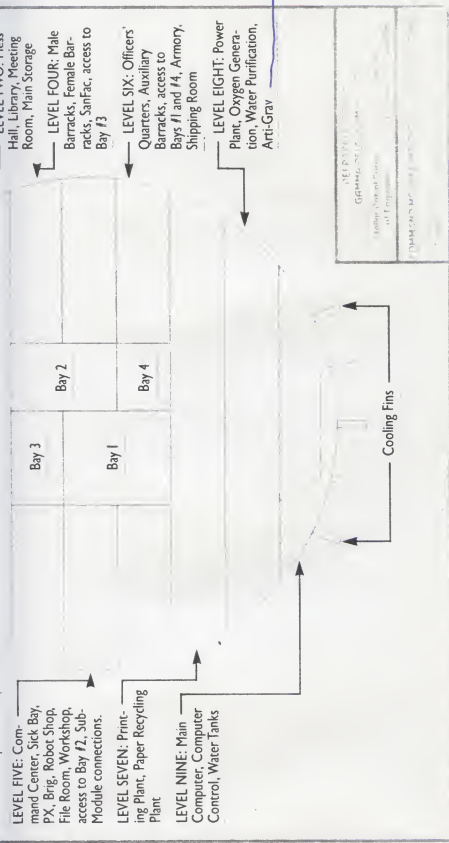 LEVEL TWO: Mess
Hall, Library, Meeting
Room, Main Storage
LEVEL FOUR: Male
Barracks, Female Bar-
racks, SanFac, access to
Bay #3
LEVEL SIX: Officers'
Quarters, Auxiliary
Barracks, access to
Bays #1 and #4, Armory,
Shipping Room
LEVEL EIGHT: Power
Plant, Oxygen Genera-
tion, Water Purification,
Arti-Grav
Bay 3
Bay 2
Bay 1
Bay 4
LEVEL FIVE: Com-
mand Center, Sick Bay,
PX, Brig, Robot Shop,
File Room, Workshop,
access to Bay #2, Sub-
Module connections.
LEVEL SEVEN: Print-
ing Plant, Paper Recycling
Plant
LEVEL NINE: Main
Computer, Computer
Control, Water Tanks
Cooling Fins